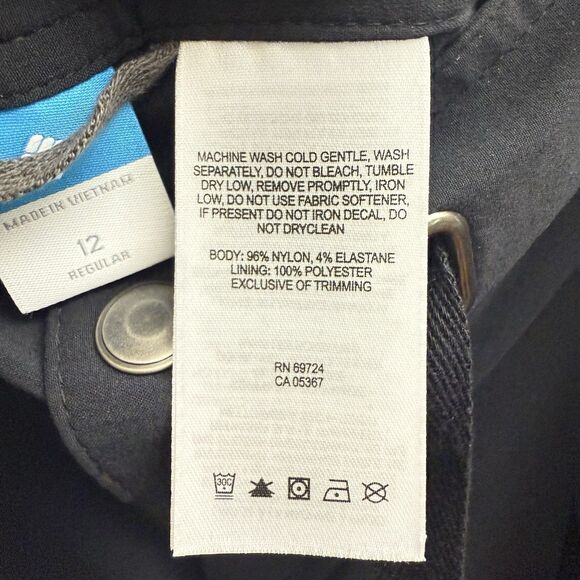 MADE IN VIETNAM
12
REGULAR
MACHINE WASH COLD GENTLE, WASH
SEPARATELY, DO NOT BLEACH, TUMBLE
DRY LOW, REMOVE PROMPTLY, IRON
LOW, DO NOT USE FABRIC SOFTENER,
IF PRESENT DO NOT IRON DECAL, DO
NOT DRYCLEAN
BODY: 96% NYLON, 4% ELASTANE
LINING: 100% POLYESTER
EXCLUSIVE OF TRIMMING
RN 69724
CA 05367
30C